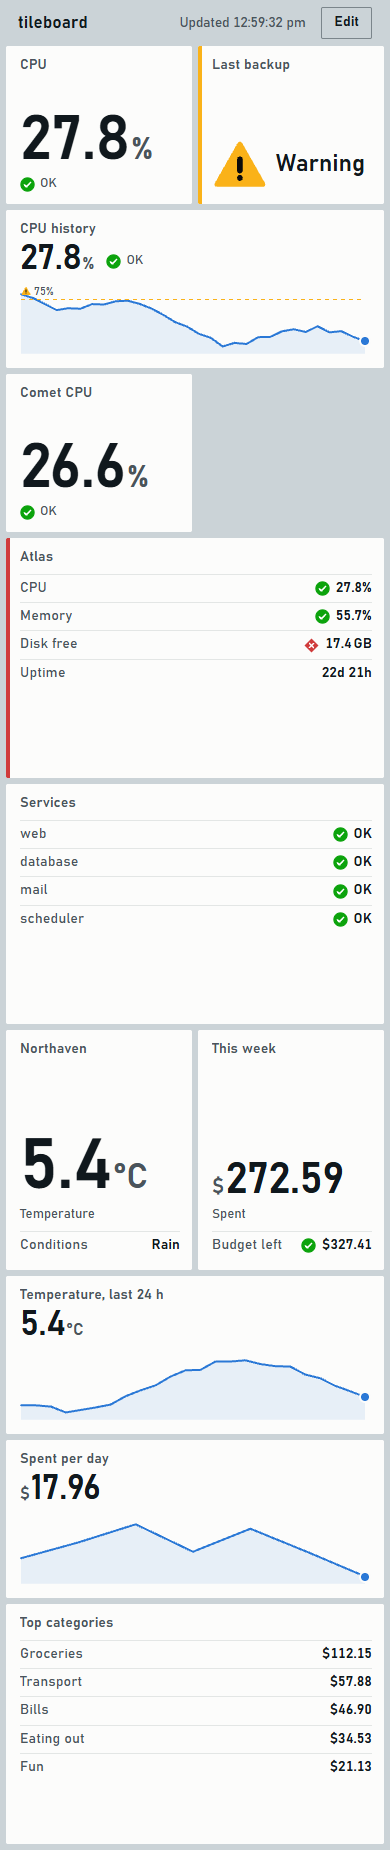 tileboard
Updated 12:59:32 pm
Edit
CPU
27.8%
OK
Last backup
Warning
CPU history
27.8%
OK
75%
Comet CPU
26.6%
OK
Atlas
CPU 27.8%
Memory 55.7%
Disk free 17.4GB
Uptime 22d 21h
Services
web OK
database OK
mail OK
scheduler OK
Northaven
5.4°C
Temperature
Conditions Rain
This week
$272.59
Spent
Budget left $327.41
Temperature, last 24 h
5.4°C
Spent per day
$17.96
Top categories
Groceries $112.15
Transport $57.88
Bills $46.90
Eating out $34.53
Fun $21.13